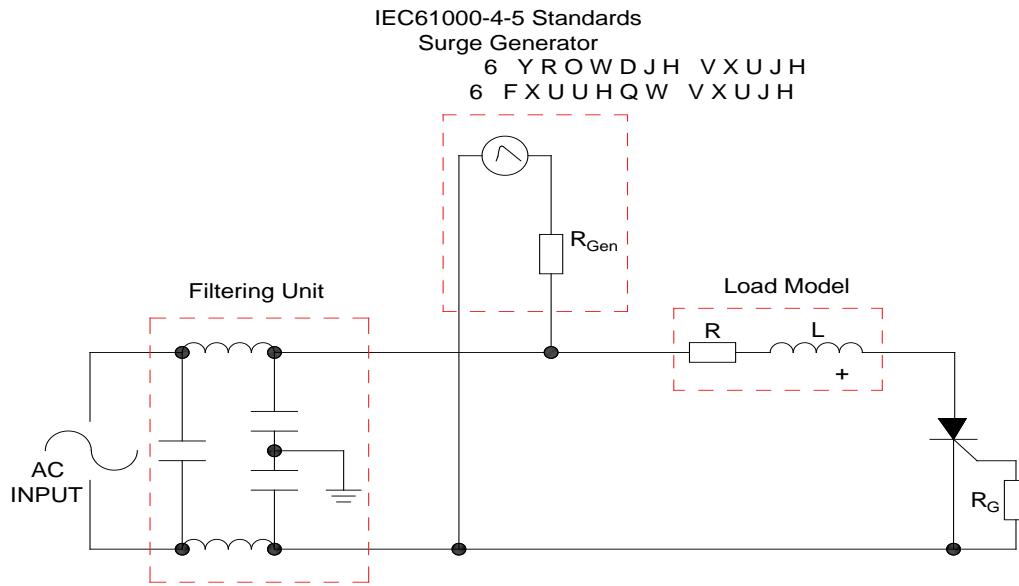 IEC61000-4-5 Standards
Surge Generator
6 YROWDJH VXUJH
6 FXUUHQW VXUJH
RGen
Filtering Unit
Load Model
R L
+
AC
INPUT
RG